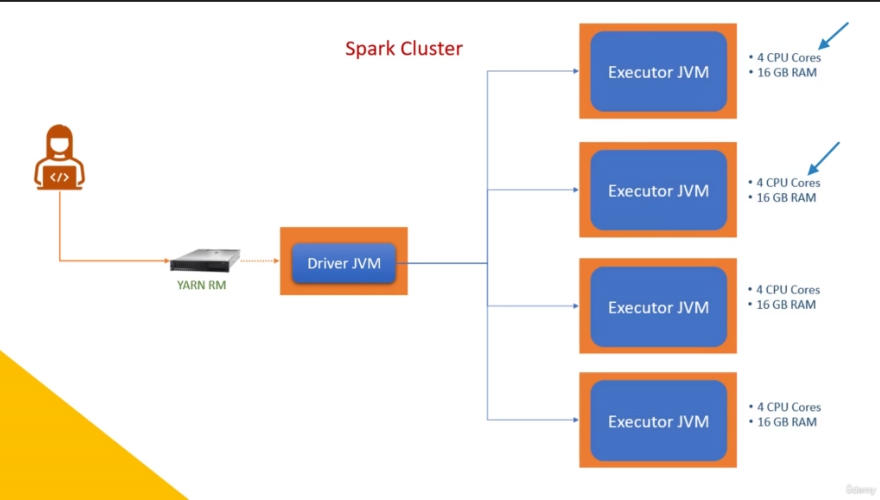 Spark Cluster
Executor JVM
• 4 CPU Cores
• 16 GB RAM
Executor JVM
• 4 CPU Cores
• 16 GB RAM
</>
YARN RM
Driver JVM
Executor JVM
• 4 CPU Cores
• 16 GB RAM
Executor JVM
• 4 CPU Cores
• 16 GB RAM
Udemy